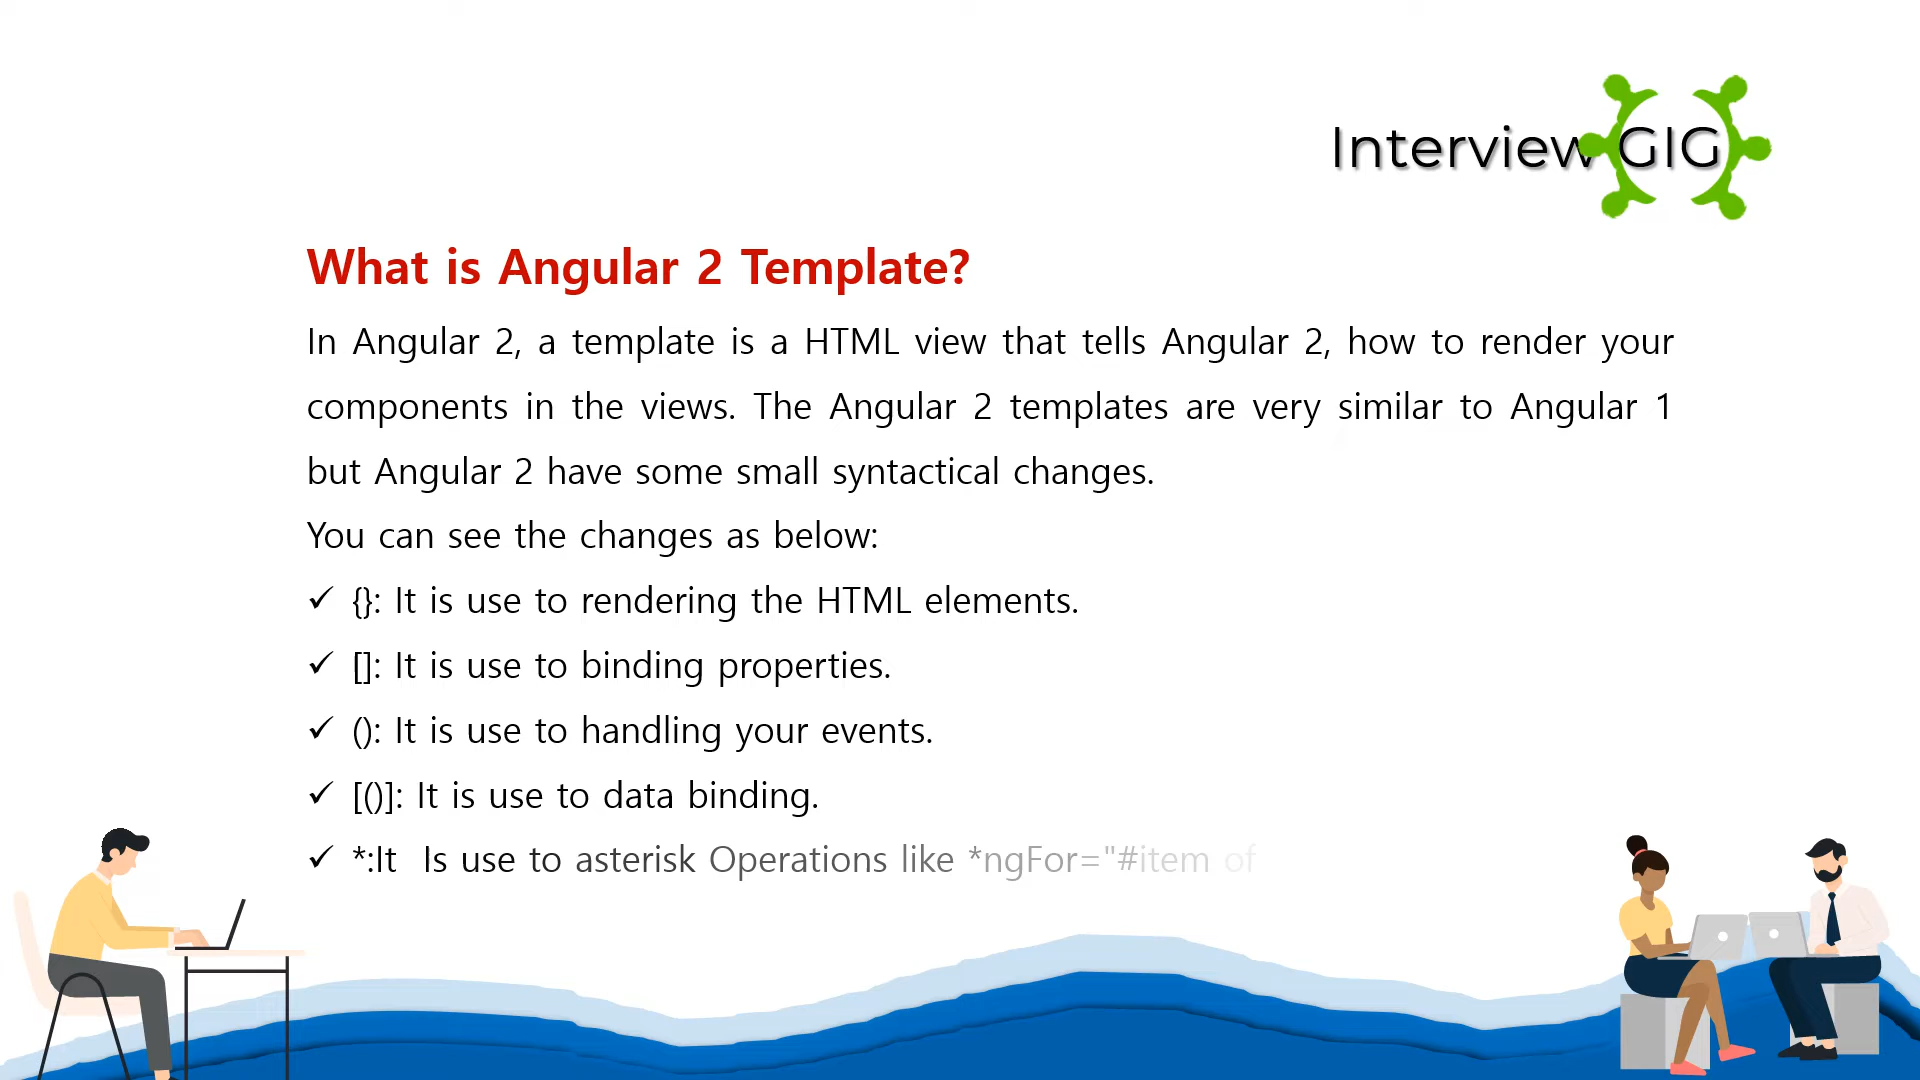 Interview GIG
What is Angular 2 Template?
In Angular 2, a template is a HTML view that tells Angular 2, how to render your
components in the views. The Angular 2 templates are very similar to Angular 1
but Angular 2 have some small syntactical changes.
You can see the changes as below:
✓ {}: It is use to rendering the HTML elements.
✓ []: It is use to binding properties.
✓ (): It is use to handling your events.
✓ [()]: It is use to data binding.
✓ *:It Is use to asterisk Operations like *ngFor="#item of